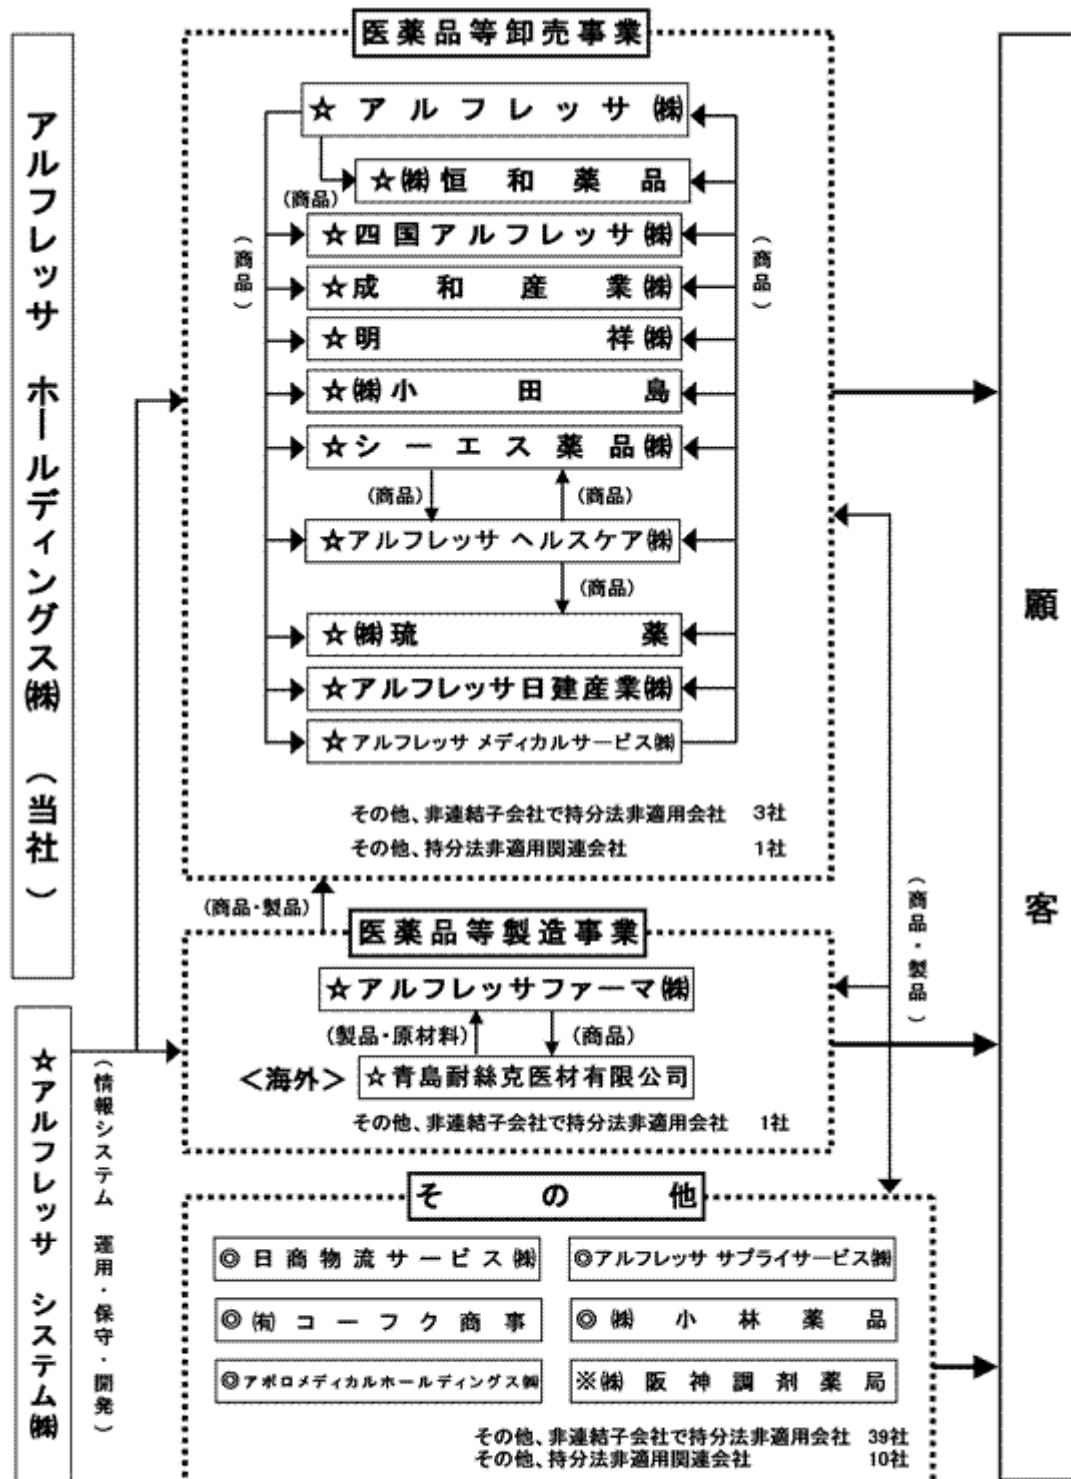 アルフレッサ ホールディングス㈱ （当社）
☆アルフレッサ システム㈱
（情報システム 運用・保守・開発）
医薬品等卸売事業
☆アルフレッサ㈱
☆㈱恒和薬品
(商品)
（商品）
（商品）
☆四国アルフレッサ㈱
☆成和産業㈱
☆明祥㈱
☆㈱小田島
☆シーエス薬品㈱
(商品)
(商品)
☆アルフレッサ ヘルスケア㈱
(商品)
☆㈱琉薬
☆アルフレッサ日建産業㈱
☆アルフレッサ メディカルサービス㈱
その他、非連結子会社で持分法非適用会社 3社
その他、持分法非適用関連会社 1社
(商品・製品)
医薬品等製造事業
☆アルフレッサファーマ㈱
(製品・原材料)
(商品)
＜海外＞
☆青島耐絲克医材有限公司
その他、非連結子会社で持分法非適用会社 1社
（商品・製品）
その他
◎日商物流サービス㈱
◎アルフレッサ サプライサービス㈱
◎㈲コーフク商事
◎㈱小林薬品
◎アポロメディカルホールディングス㈱
※㈱阪神調剤薬局
その他、非連結子会社で持分法非適用会社 39社
その他、持分法非適用関連会社 10社
顧客